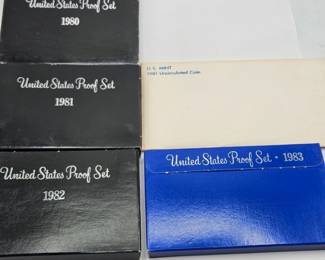 United States Proof Set
1980
United States Proof Set
1981
U.S. MINT
1981 Uncirculated Coins
United States Proof Set
1982
United States Proof Set • 1983